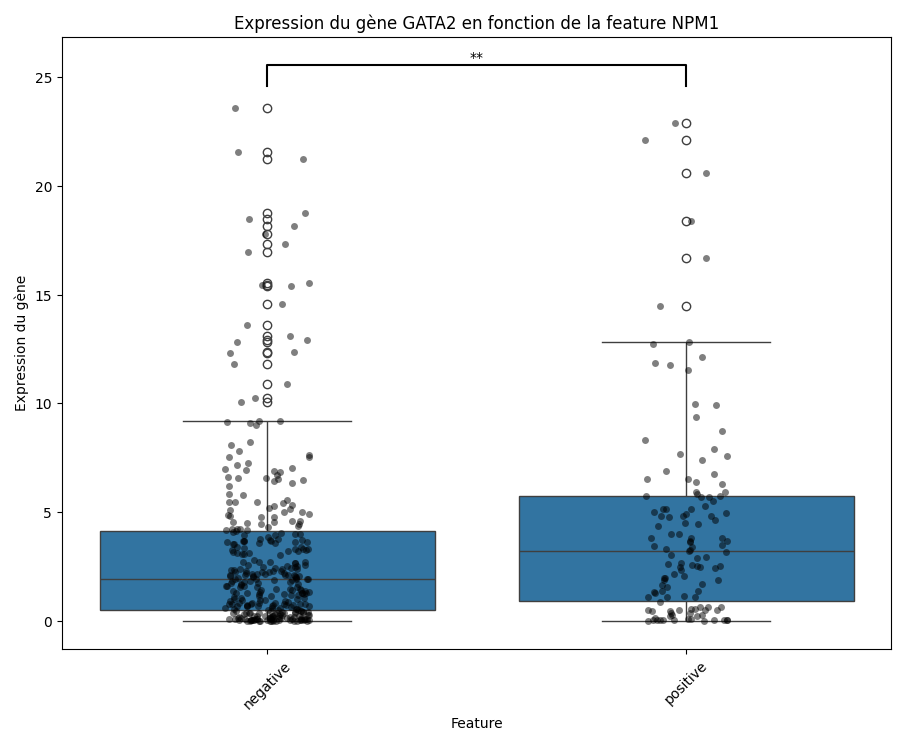 Expression du gène GATA2 en fonction de la feature NPM1
**
25
20
15
10
5
0
Expression du gène
negative
positive
Feature